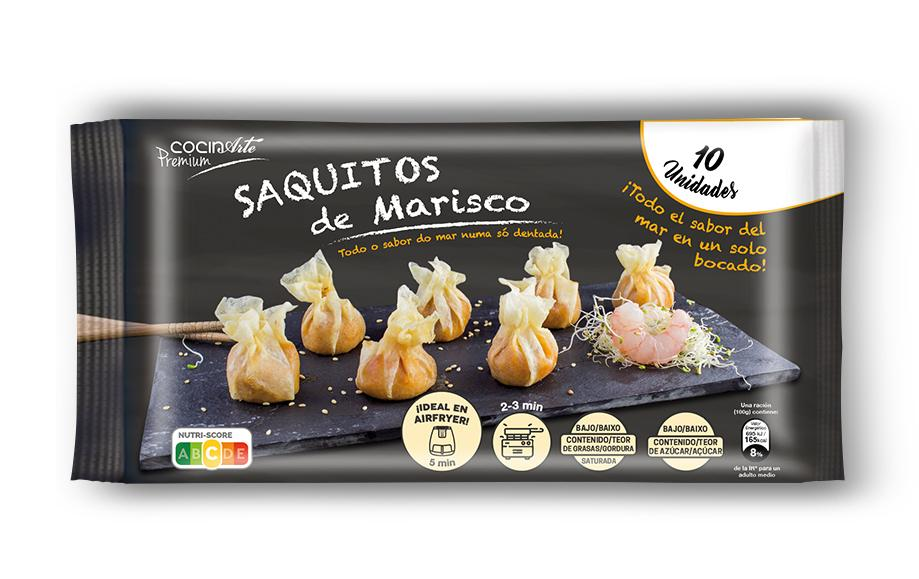 COCINArte
Premium
SAQUITOS
de Marisco
Todo o sabor do mar numa só dentada!
10
Unidades
¡Todo el sabor del
mar en un solo
bocado!
NUTRI-SCORE
A B C D E
¡IDEAL EN
AIRFRYER!
5 min
2-3 min
BAJO/BAIXO
CONTENIDO/TEOR
DE GRASAS/GORDURA
SATURADA
BAJO/BAIXO
CONTENIDO/TEOR
DE AZÚCAR/AÇÚCAR
Una ración
(100g) contiene:
Valor
Energético
695 kJ /
165kcal
8%
de la IR* para un
adulto medio